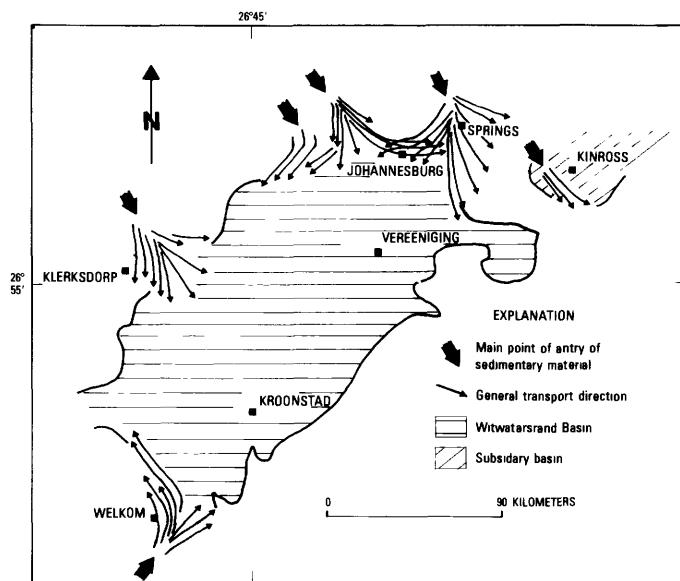 26°45'
N
SPRINGS
KINROSS
JOHANNESBURG
VEREENIGING
KLERKSDORP
26°
55'
EXPLANATION
Main point of antry of
sedimentary material
General transport direction
KROONSTAD
Witwatarsrand Basin
Subsidary basin
WELKOM
0
90 KILOMETERS